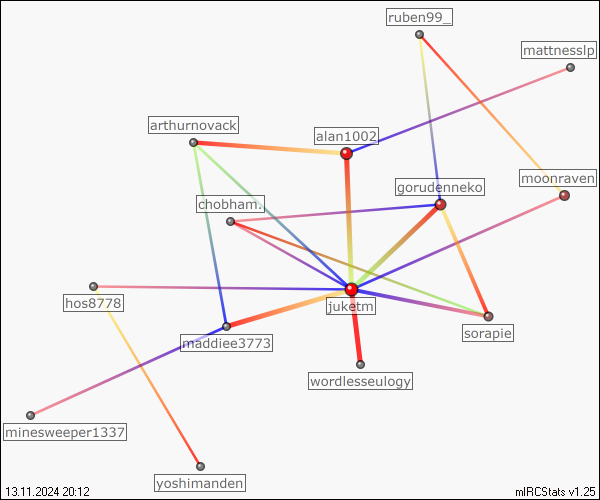 ruben99_
mattnesslp
arthurnovack
alan1002
moonraven
gorudenneko
chobham.
hos8778
juketm
sorapie
maddiee3773
wordlesseulogy
minesweeper1337
yoshimanden
13.11.2024 20:12
mIRCStats v1.25